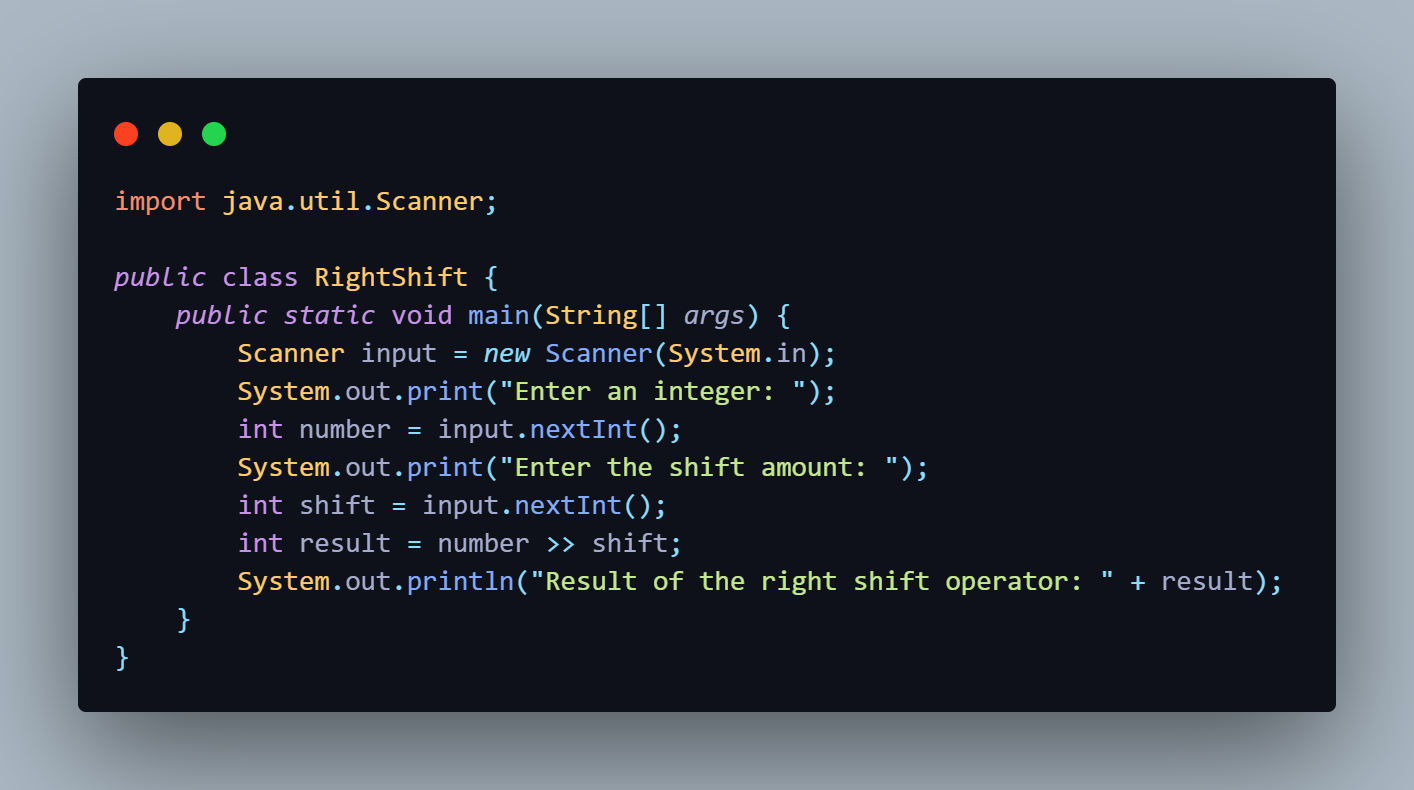 import java.util.Scanner;

public class RightShift {
    public static void main(String[] args) {
        Scanner input = new Scanner(System.in);
        System.out.print("Enter an integer: ");
        int number = input.nextInt();
        System.out.print("Enter the shift amount: ");
        int shift = input.nextInt();
        int result = number >> shift;
        System.out.println("Result of the right shift operator: " + result);
    }
}